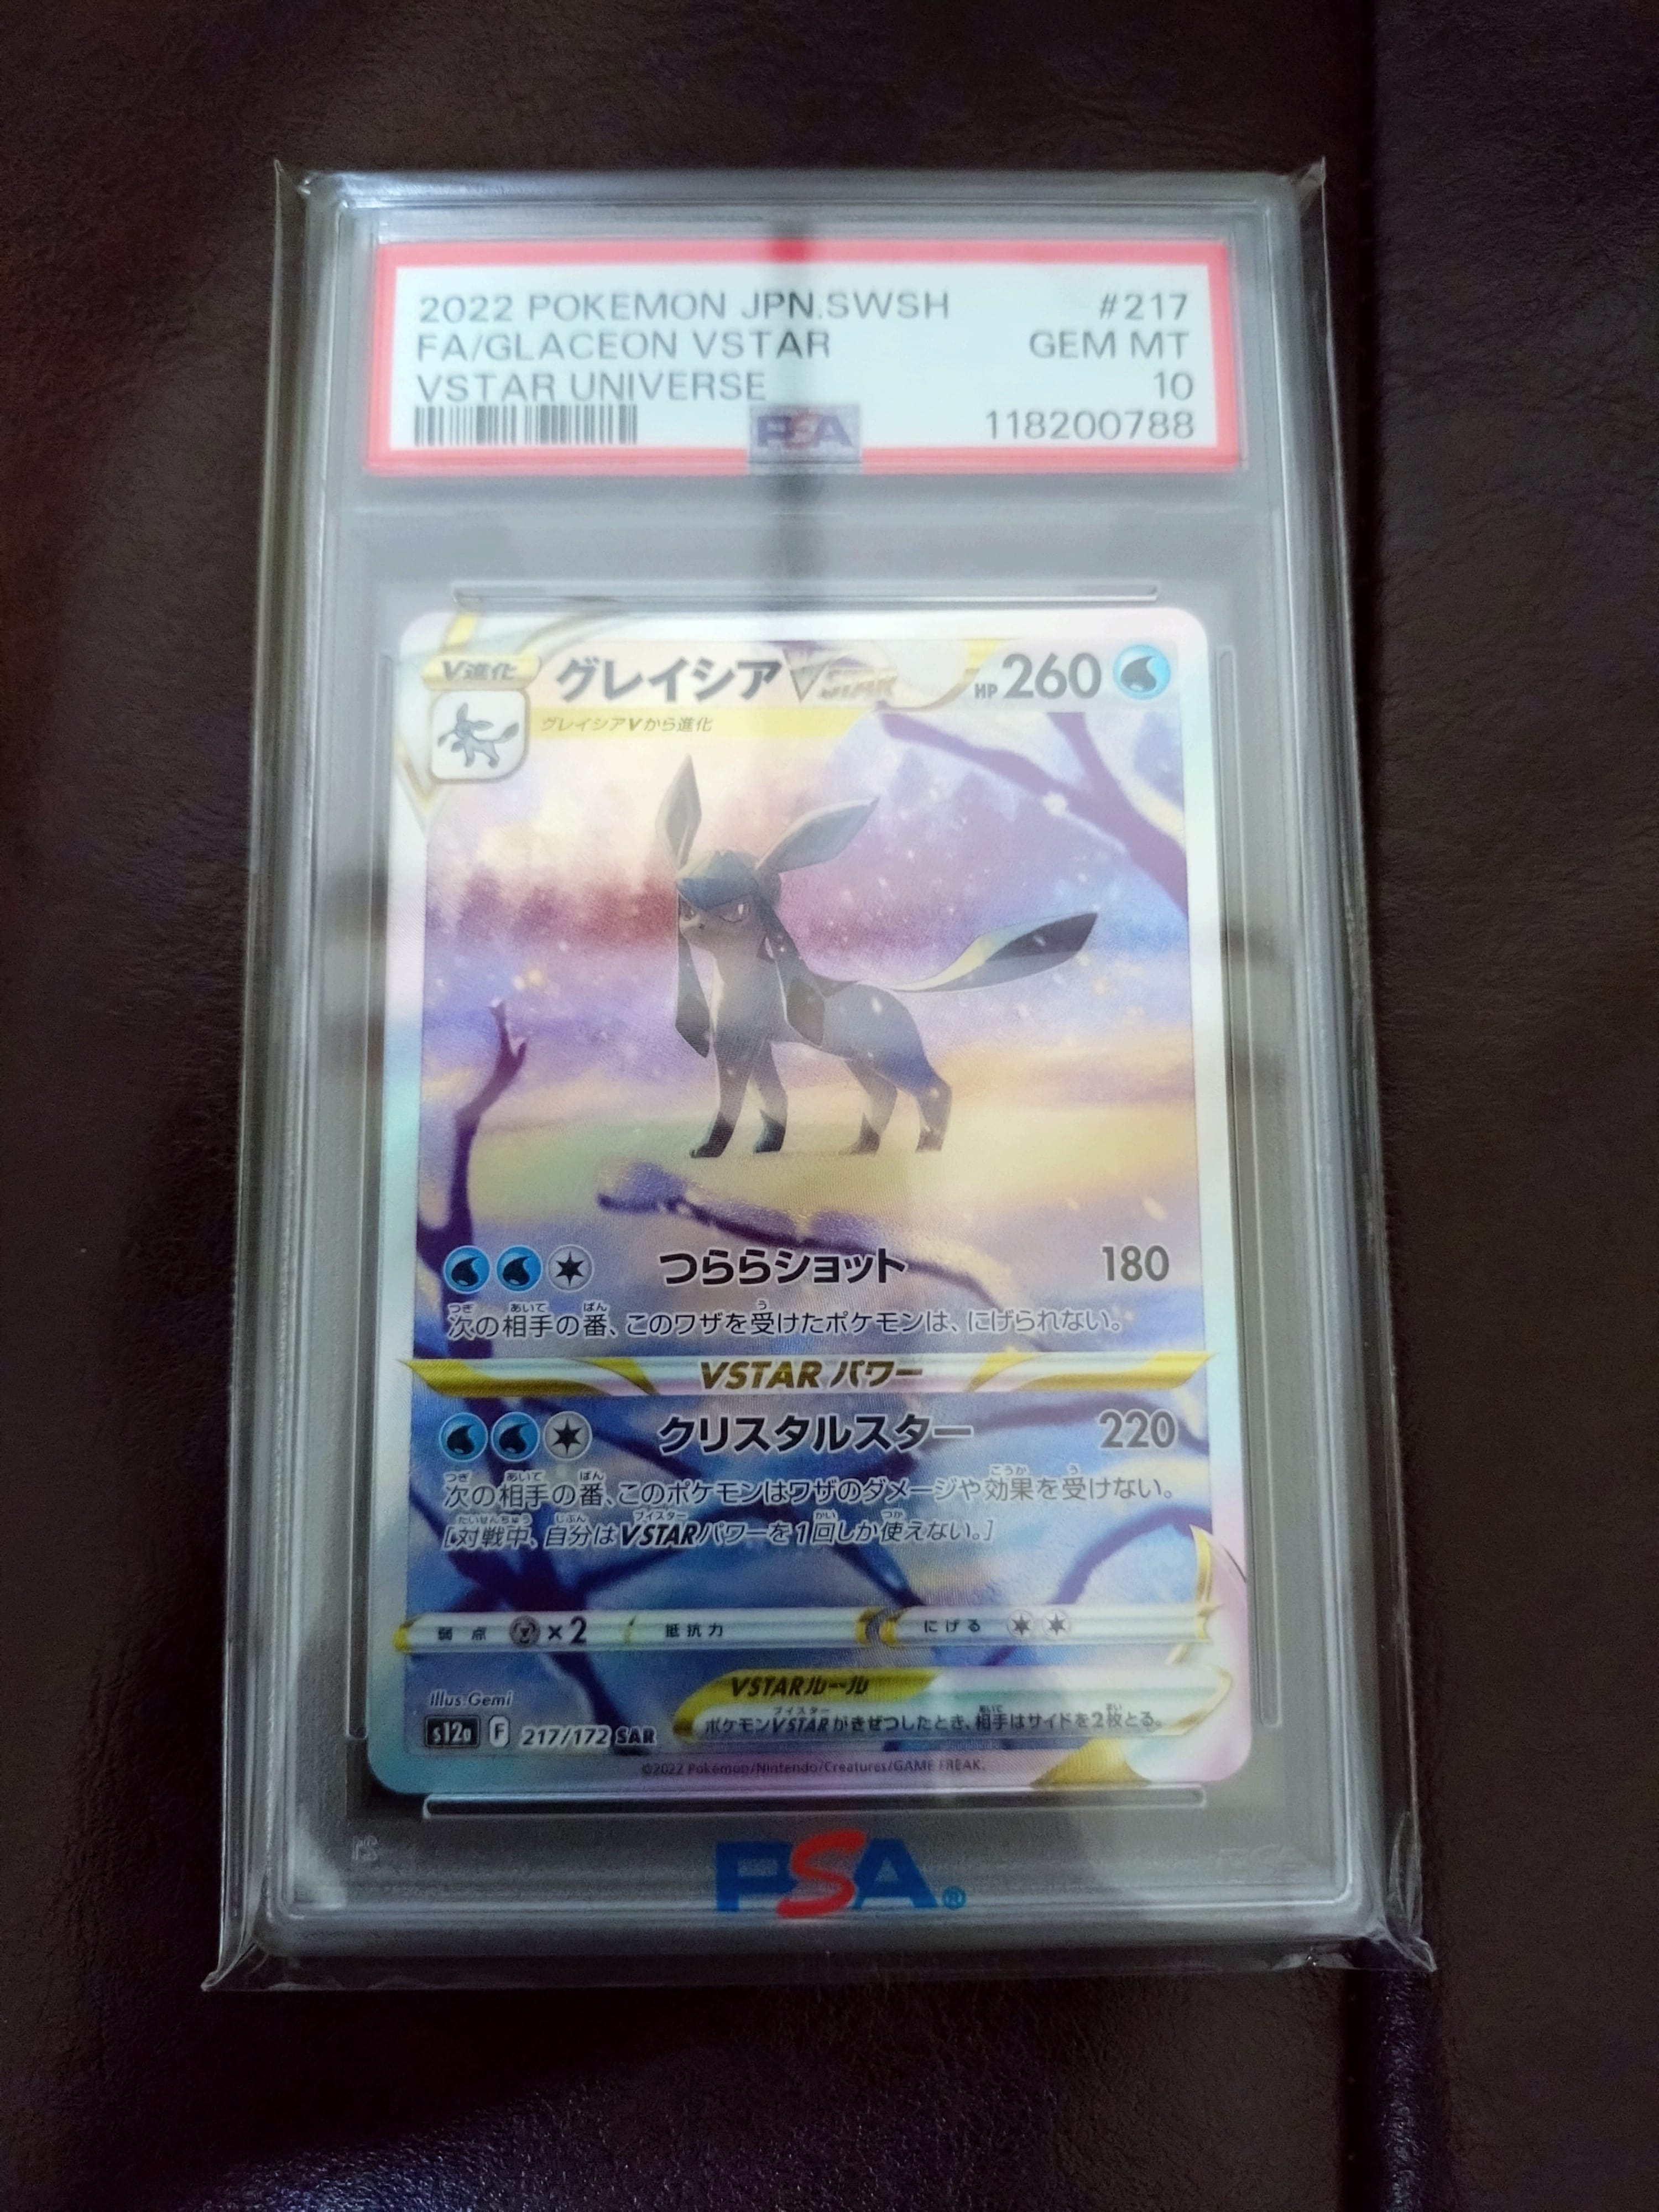 2022 POKEMON JPN.SWSH #217
FA/GLACEON VSTAR GEM MT
VSTAR UNIVERSE 10
118200788
PSA
V進化 グレイシアVSTAR HP 260
グレイシアVから進化
つららショット 180
次の相手の番、このワザを受けたポケモンは、にげられない。
VSTARパワー
クリスタルスター 220
次の相手の番、このポケモンはワザのダメージや効果を受けない。
[対戦中、自分はVSTARパワーを1回しか使えない。]
弱点 ×2 抵抗力 にげる
VSTARルール
ポケモンVSTARがきぜつしたとき、相手はサイドを2枚とる。
Illus.Gemi
s12a F 217/172 SAR
©2022 Pokémon/Nintendo/Creatures/GAME FREAK.
PSA®